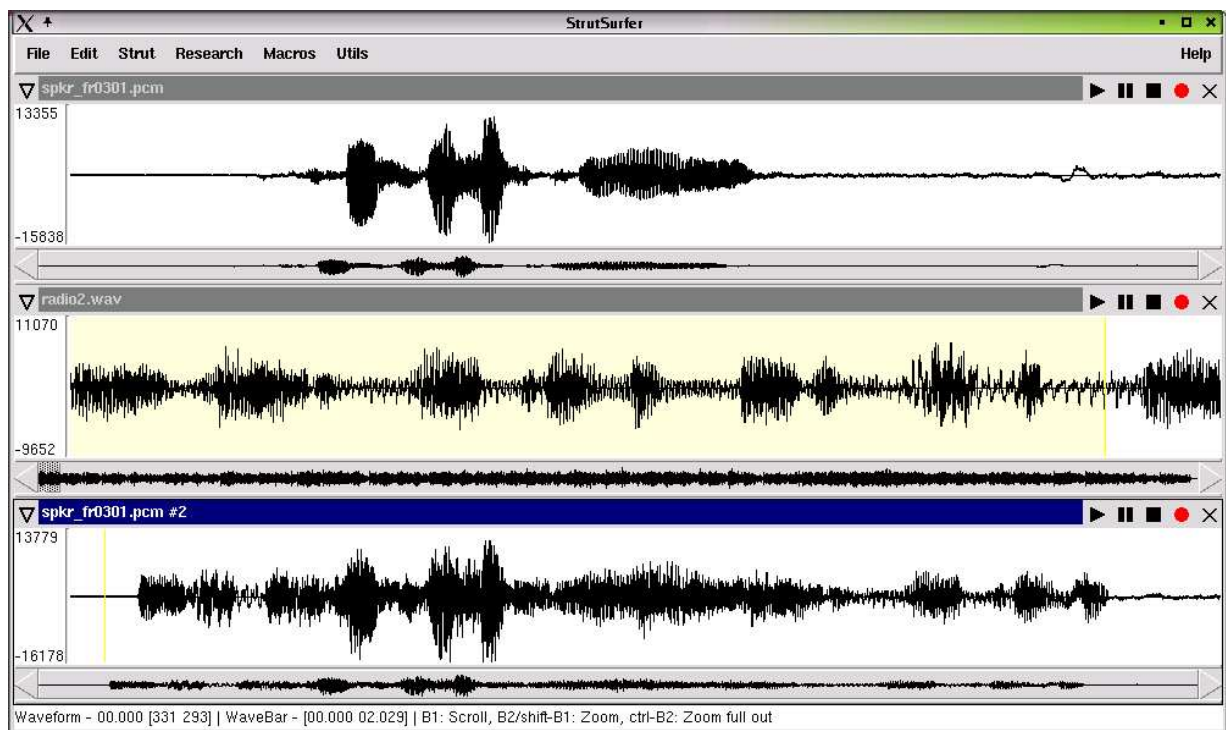 StrutSurfer
File Edit Strut Research Macros Utils Help
spkr_fr0301.pcm
13355
-15838
radio2.wav
11070
-9652
spkr_fr0301.pcm #2
13779
-16178
Waveform - 00.000 [331 293] | WaveBar - [00.000 02.029] | B1: Scroll, B2/shift-B1: Zoom, ctrl-B2: Zoom full out